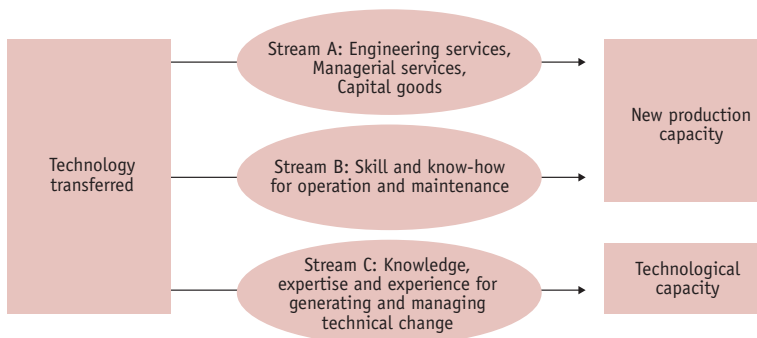 Technology
transferred
Stream A: Engineering services,
Managerial services,
Capital goods
Stream B: Skill and know-how
for operation and maintenance
Stream C: Knowledge,
expertise and experience for
generating and managing
technical change
New production
capacity
Technological
capacity